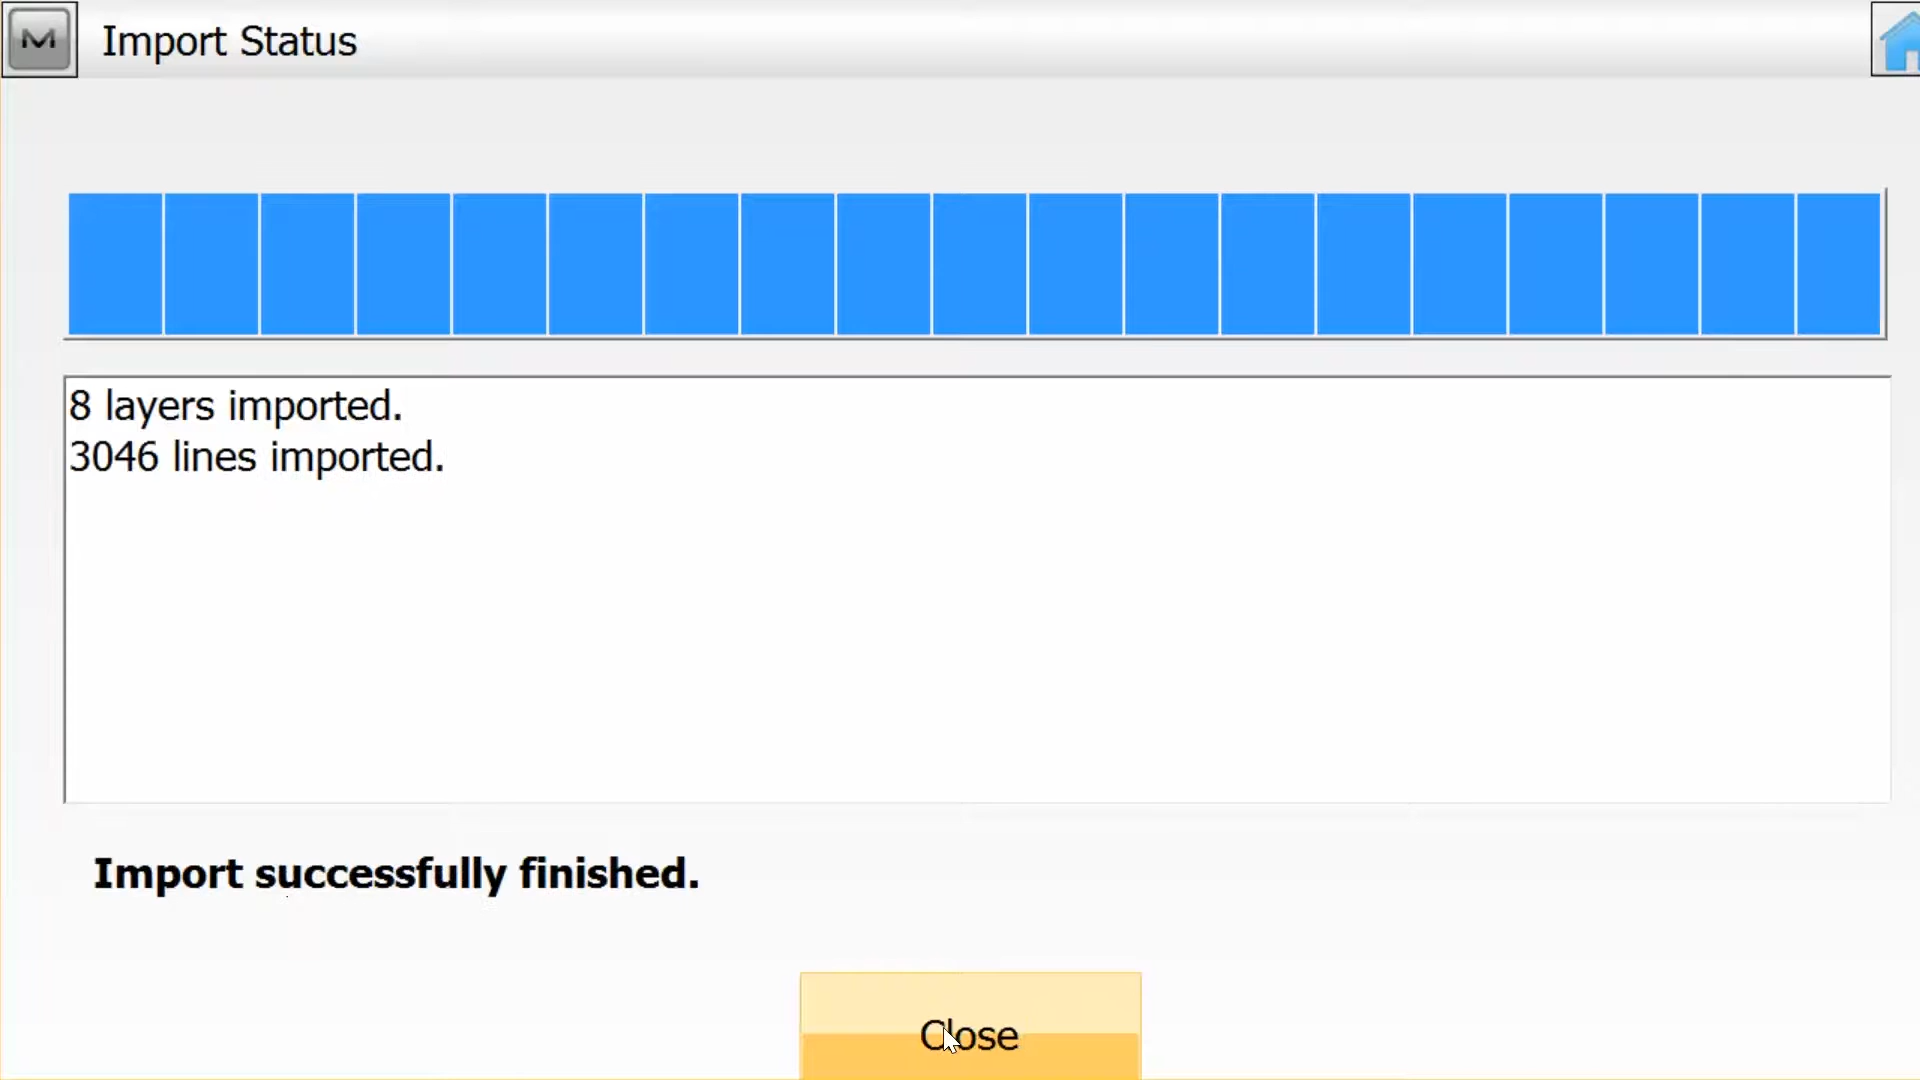 Import Status
8 layers imported.
3046 lines imported.
Import successfully finished.
Close